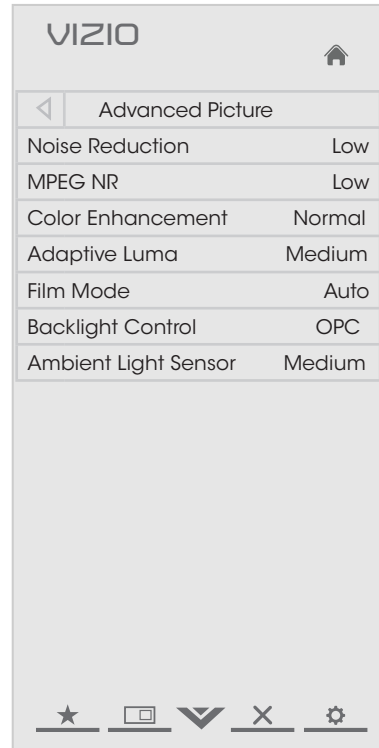 VIZIO
Advanced Picture
Noise Reduction Low
MPEG NR Low
Color Enhancement Normal
Adaptive Luma Medium
Film Mode Auto
Backlight Control OPC
Ambient Light Sensor Medium